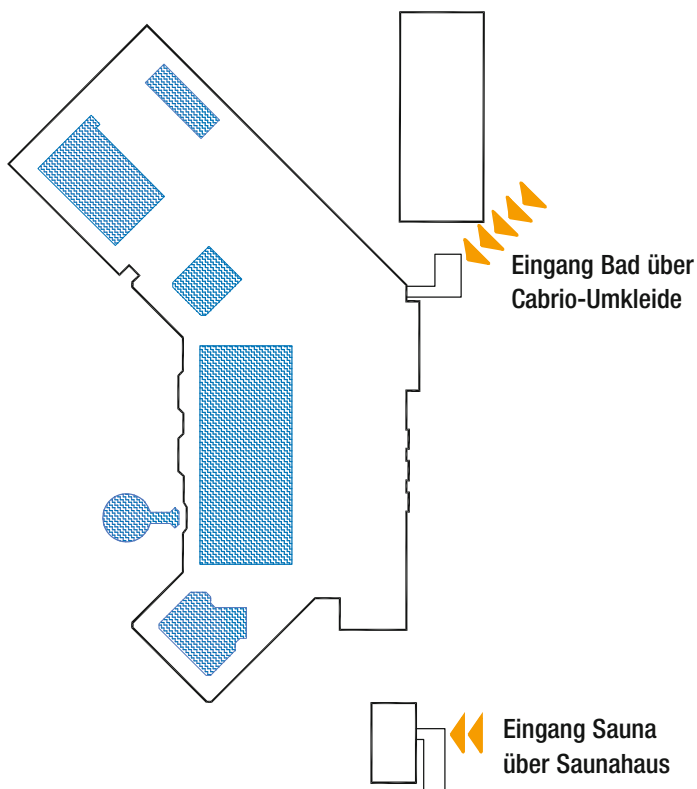 Eingang Bad über
Cabrio-Umkleide
Eingang Sauna
über Saunahaus